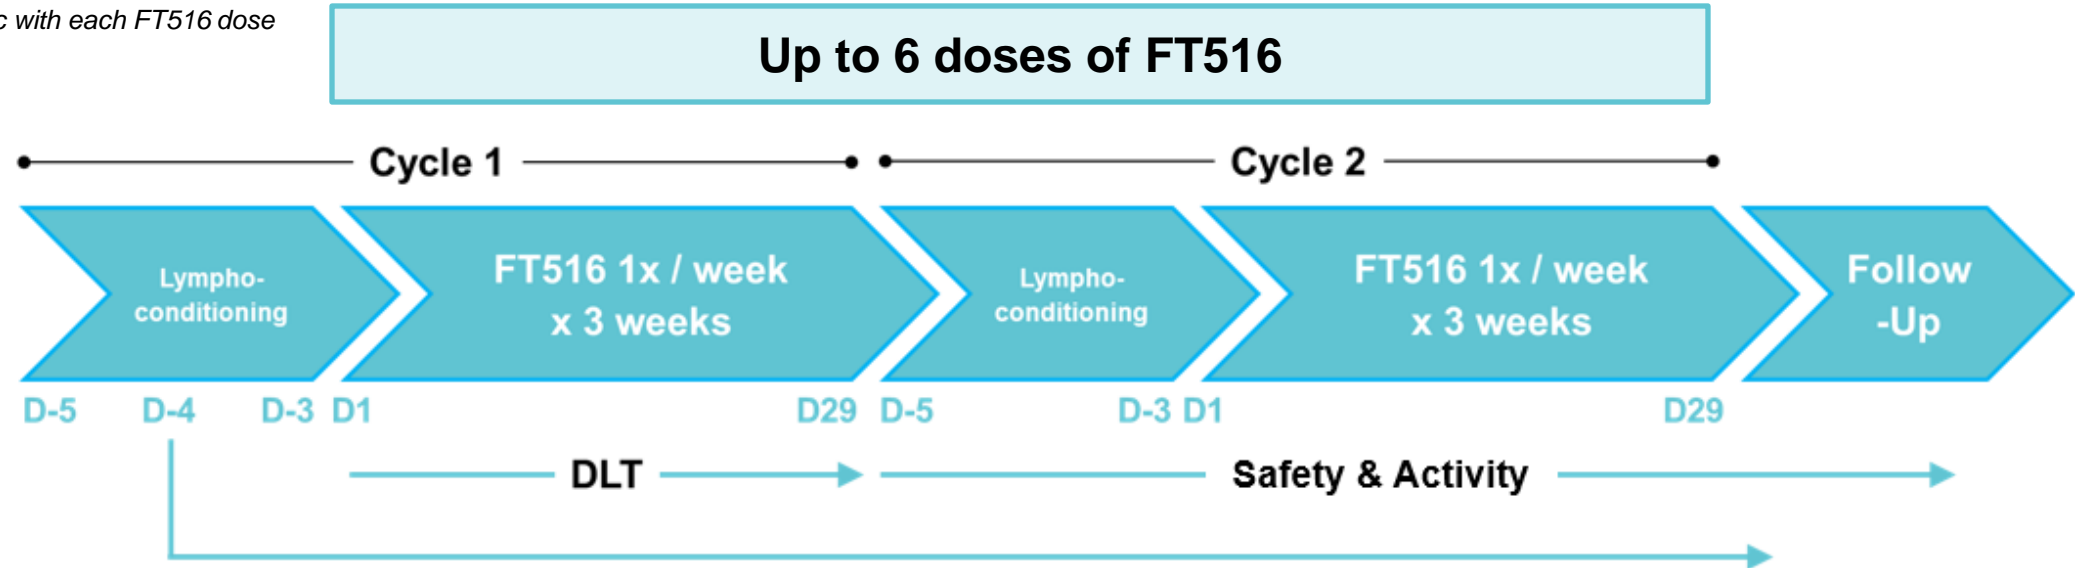 with each FT516 dose
Up to 6 doses of FT516
Cycle 1
Cycle 2
Lympho-
conditioning
FT516 1x / week
x 3 weeks
Lympho-
conditioning
FT516 1x / week
x 3 weeks
Follow
-Up
D-5 D-4 D-3 D1 D29 D-5 D-3 D1 D29
DLT
Safety & Activity